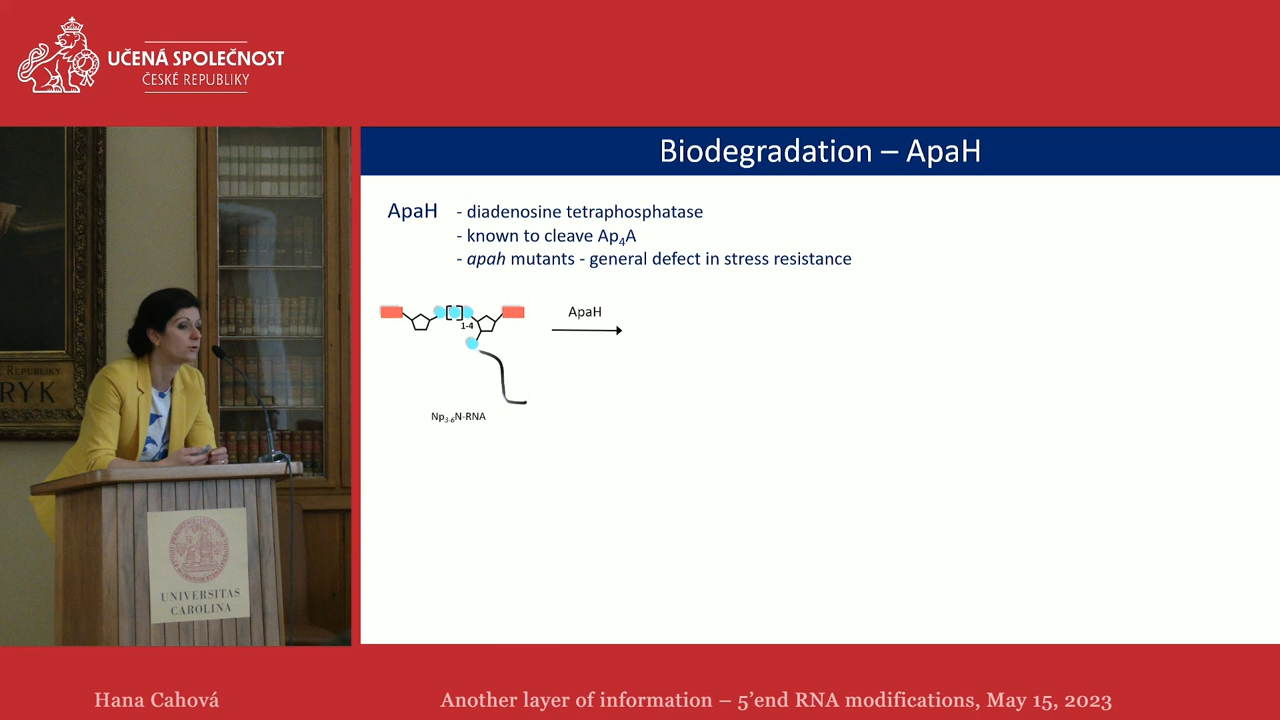 UČENÁ SPOLEČNOST
ČESKÉ REPUBLIKY
Biodegradation – ApaH
ApaH - diadenosine tetraphosphatase
- known to cleave Ap₄A
- apah mutants - general defect in stress resistance
ApaH
1-4
Np₃₋₆N-RNA
REPUBLIKY
RYK
UNIVERSITAS
CAROLINA
Hana Cahová
Another layer of information – 5’end RNA modifications, May 15, 2023